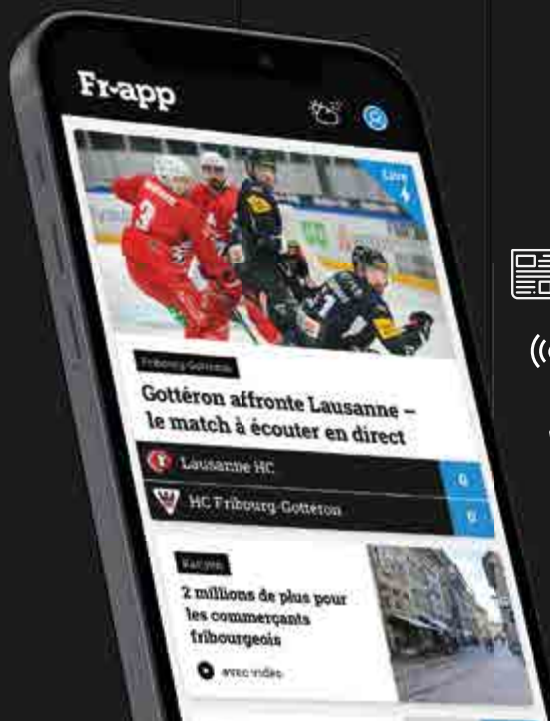 Fr-app
Live
Fribourg-Gottéron
Gottéron affronte Lausanne –
le match à écouter en direct
Lausanne HC
0
HC Fribourg-Gottéron
0
2 millions de plus pour
les commerçants
fribourgeois
avec vidéo